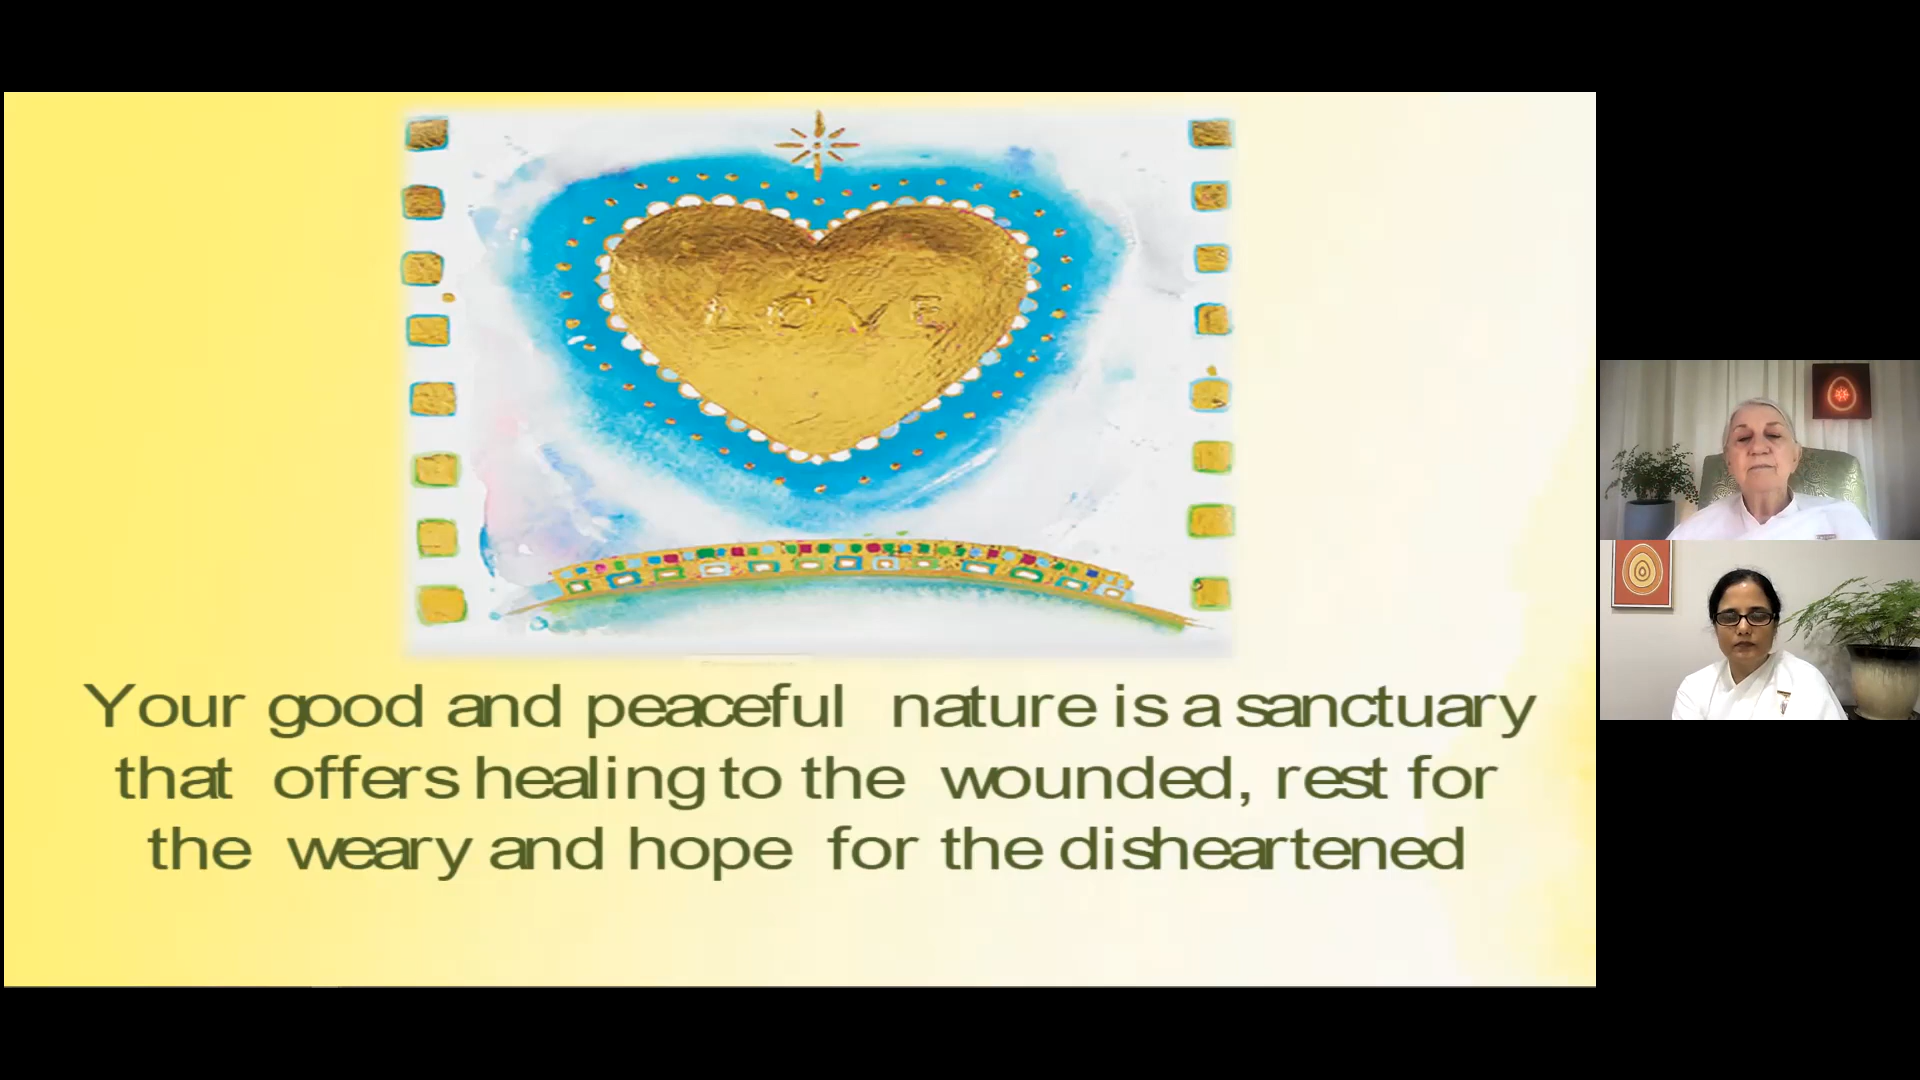 LOVE
Your good and peaceful nature is a sanctuary
that offers healing to the wounded, rest for
the weary and hope for the disheartened